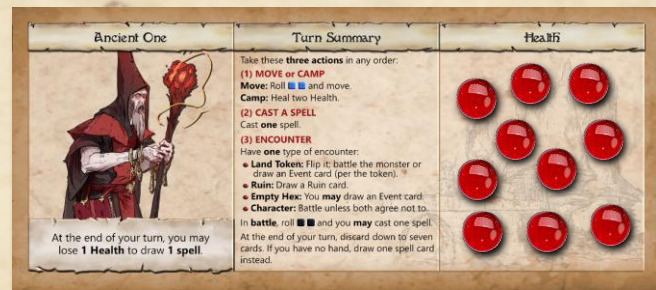 Ancient One
At the end of your turn, you may
lose 1 Health to draw 1 spell.
Turn Summary
Take these three actions in any order:
(1) MOVE or CAMP
Move: Roll and move.
Camp: Heal two Health.
(2) CAST A SPELL
Cast one spell.
(3) ENCOUNTER
Have one type of encounter:
• Land Token: Flip it; battle the monster or
draw an Event card (per the token).
• Ruin: Draw a Ruin card.
• Empty Hex: You may draw an Event card.
• Character: Battle unless both agree not to.
In battle, roll and you may cast one spell.
At the end of your turn, discard down to seven
cards. If you have no hand, draw one spell card
instead.
Health